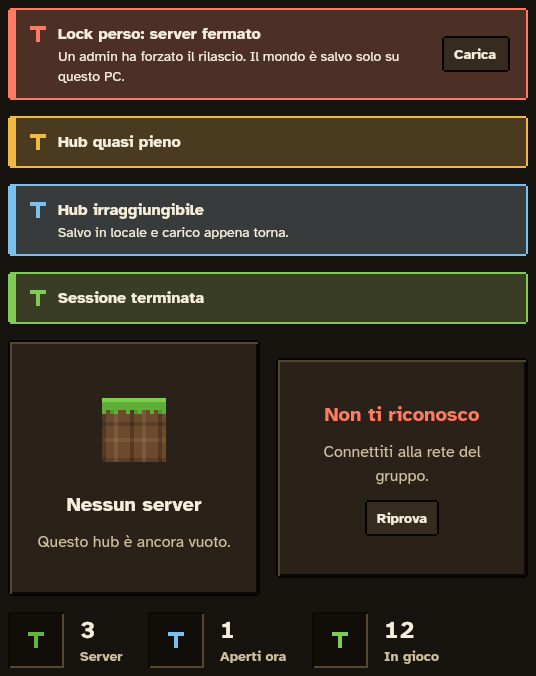 Lock perso: server fermato
Un admin ha forzato il rilascio. Il mondo è salvo solo su
questo PC.
Carica
Hub quasi pieno
Hub irraggiungibile
Salvo in locale e carico appena torna.
Sessione terminata
Nessun server
Questo hub è ancora vuoto.
Non ti riconosco
Connettiti alla rete del
gruppo.
Riprova
3
Server
1
Aperti ora
12
In gioco